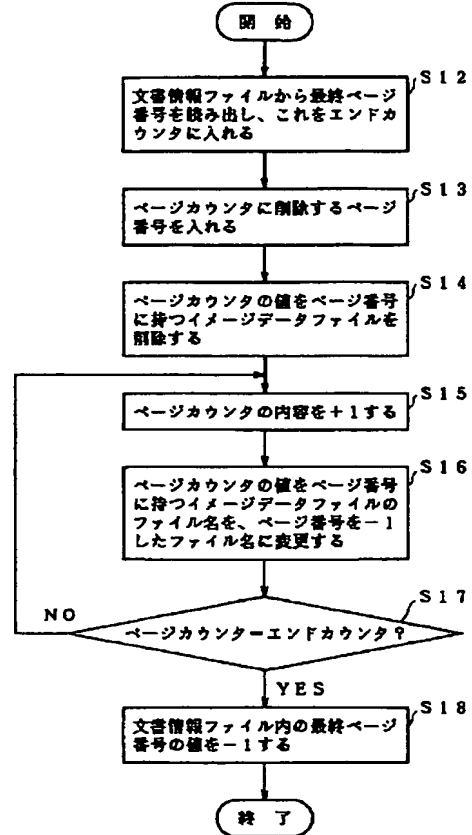 開 始
S12
文書情報ファイルから最終ページ
番号を読み出し、これをエンドカ
ウンタに入れる
S13
ページカウンタに削除するページ
番号を入れる
S14
ページカウンタの値をページ番号
に持つイメージデータファイルを
削除する
S15
ページカウンタの内容を+1する
S16
ページカウンタの値をページ番号
に持つイメージデータファイルの
ファイル名を、ページ番号を-1
したファイル名に変更する
S17
ページカウンタ=エンドカウンタ?
NO
YES
S18
文書情報ファイル内の最終ページ
番号の値を-1する
終 了